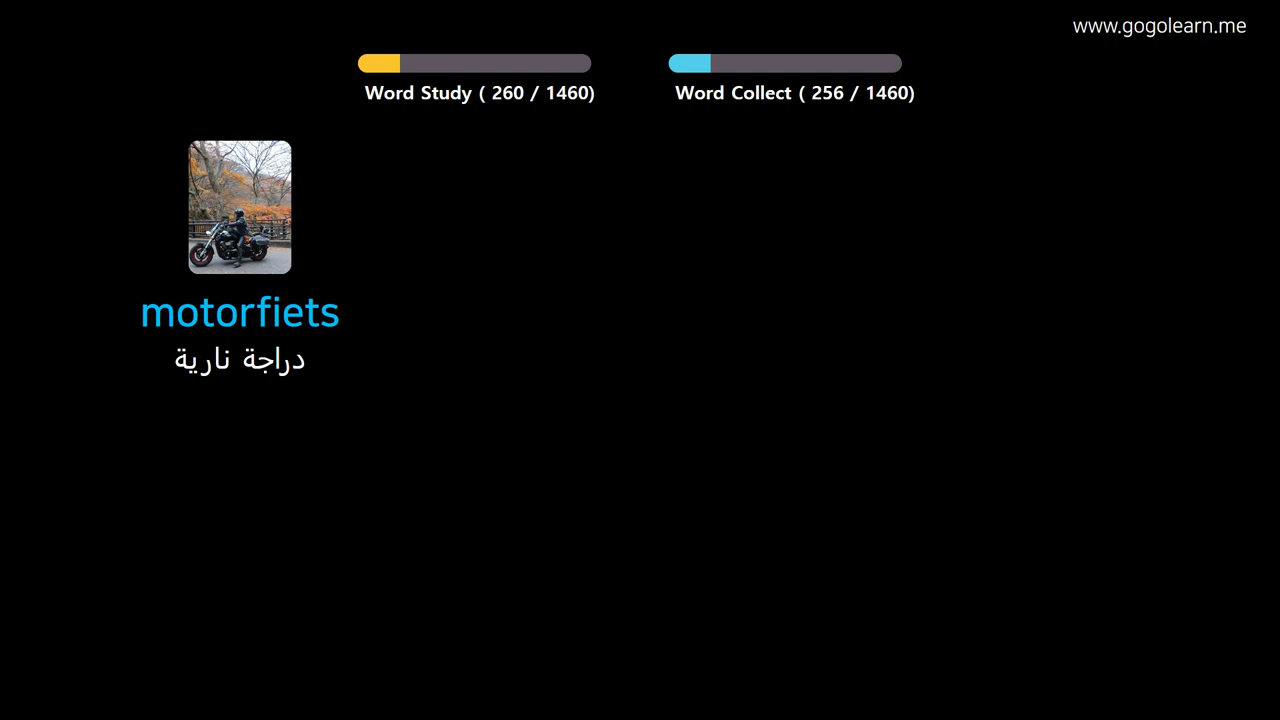 www.gogolearn.me
Word Study ( 260 / 1460)
Word Collect ( 256 / 1460)
motorfiets
دراجة نارية